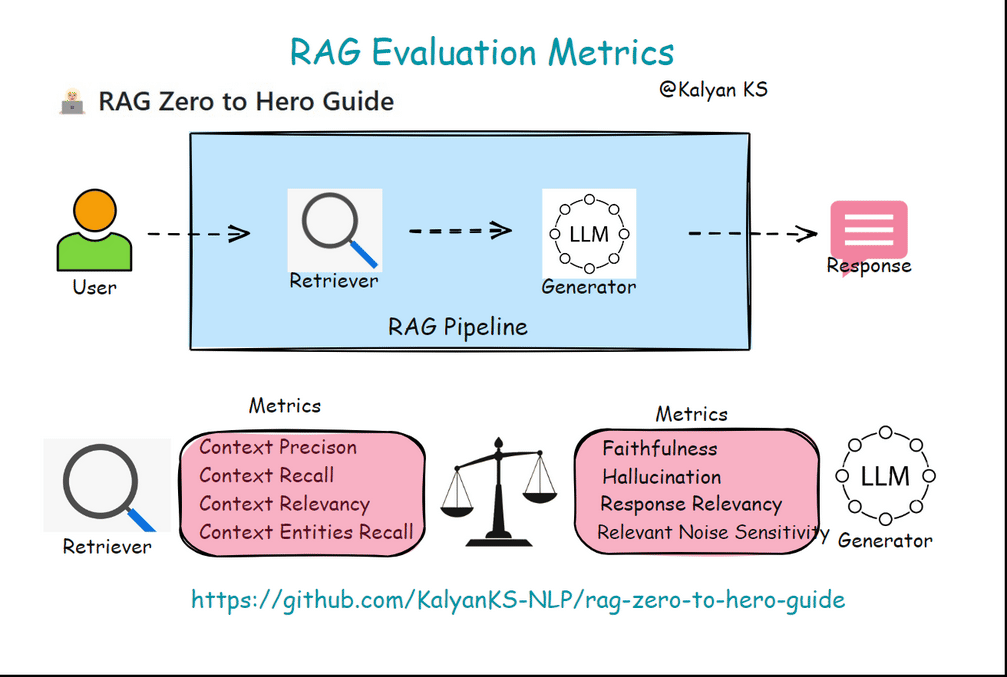 RAG Evaluation Metrics
@Kalyan KS
RAG Zero to Hero Guide
User
Retriever
LLM
Generator
Response
RAG Pipeline
Metrics
Context Precison
Context Recall
Context Relevancy
Context Entities Recall
Retriever
Metrics
Faithfulness
Hallucination
Response Relevancy
Relevant Noise Sensitivity
LLM
Generator
https://github.com/KalyanKS-NLP/rag-zero-to-hero-guide